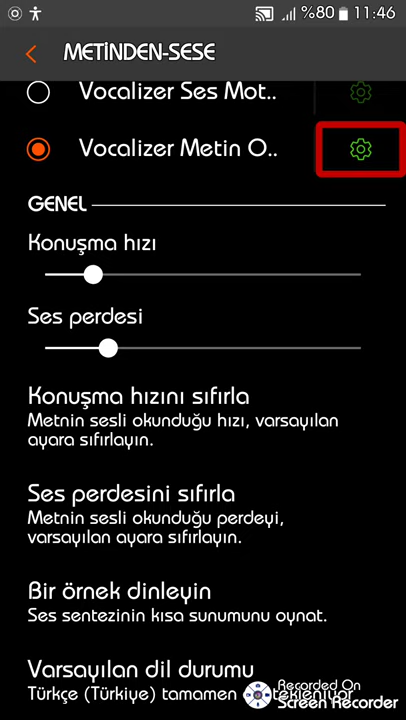 %80 11:46
METİNDEN-SESE
Vocalizer Ses Mot..
Vocalizer Metin O..
GENEL
Konuşma hızı
Ses perdesi
Konuşma hızını sıfırla
Metnin sesli okunduğu hızı, varsayılan
ayara sıfırlayın.
Ses perdesini sıfırla
Metnin sesli okunduğu perdeyi,
varsayılan ayara sıfırlayın.
Bir örnek dinleyin
Ses sentezinin kısa sunumunu oynat.
Varsayılan dil durumu
Türkçe (Türkiye) tamamen
Recorded On
Screen Recorder